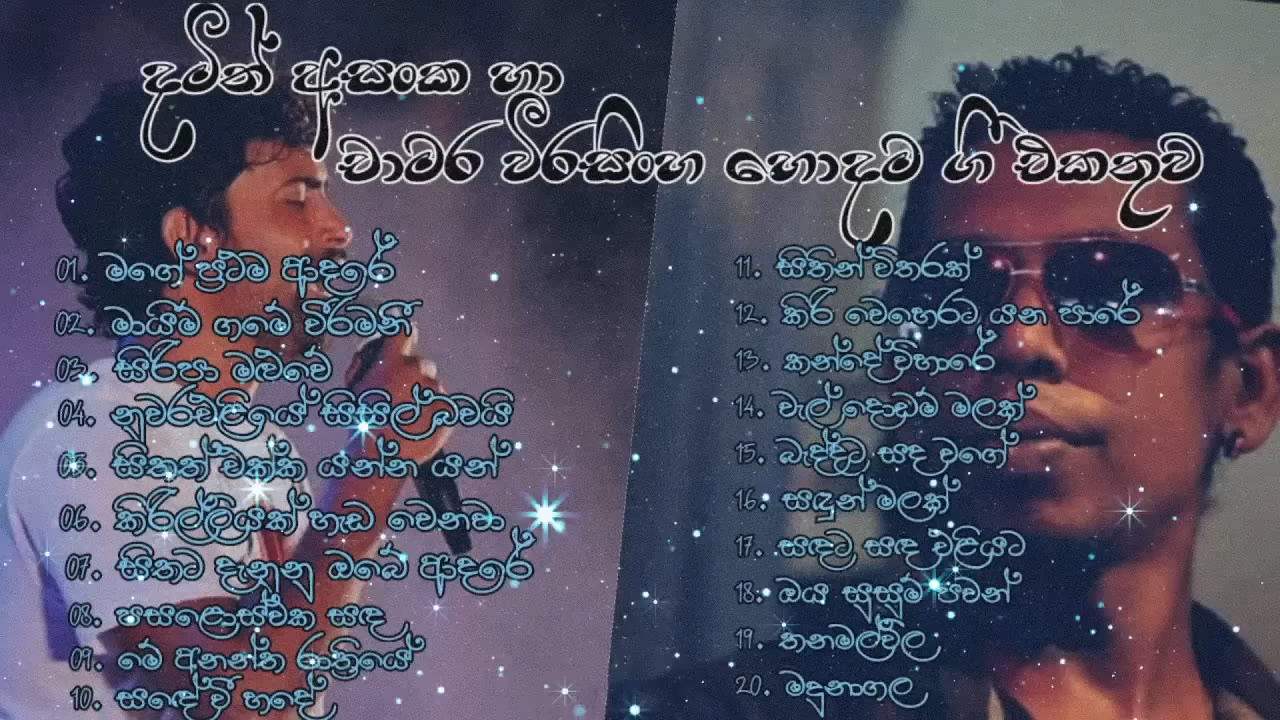 දමිත් අසංක හා
චාමර වීරසිංහ හොදම ගී එකතුව
01. මගේ ප්‍රථම ආදරේ
02. මායිම් ගමේ වීරමුනී
03. සිරිපා මළුවේ
04. නුවරඑළියේ සිසිල් බවයි
05. සිතුත් එක්ක යන්න යන්
06. කිරිල්ලියක් හැඩ වෙනවා
07. සිතට දැනුනු ඔබේ ආදරේ
08. පසළොස්වක සඳ
09. මේ අනන්ත රාත්‍රියේ
10. සඳේ වී හදේ
11. සිතින් විතරක්
12. කිරි වෙහෙරට යන පාරේ
13. කන්දේ විහාරේ
14. වැල් දොඩම් මලක්
15. බැද්දට සඳ වගේ
16. සඳුන් මලක්
17. සඳට සඳ එළියට
18. ඔය සුසුම් පවන්
19. තනමල්විල
20. මදුනාගල